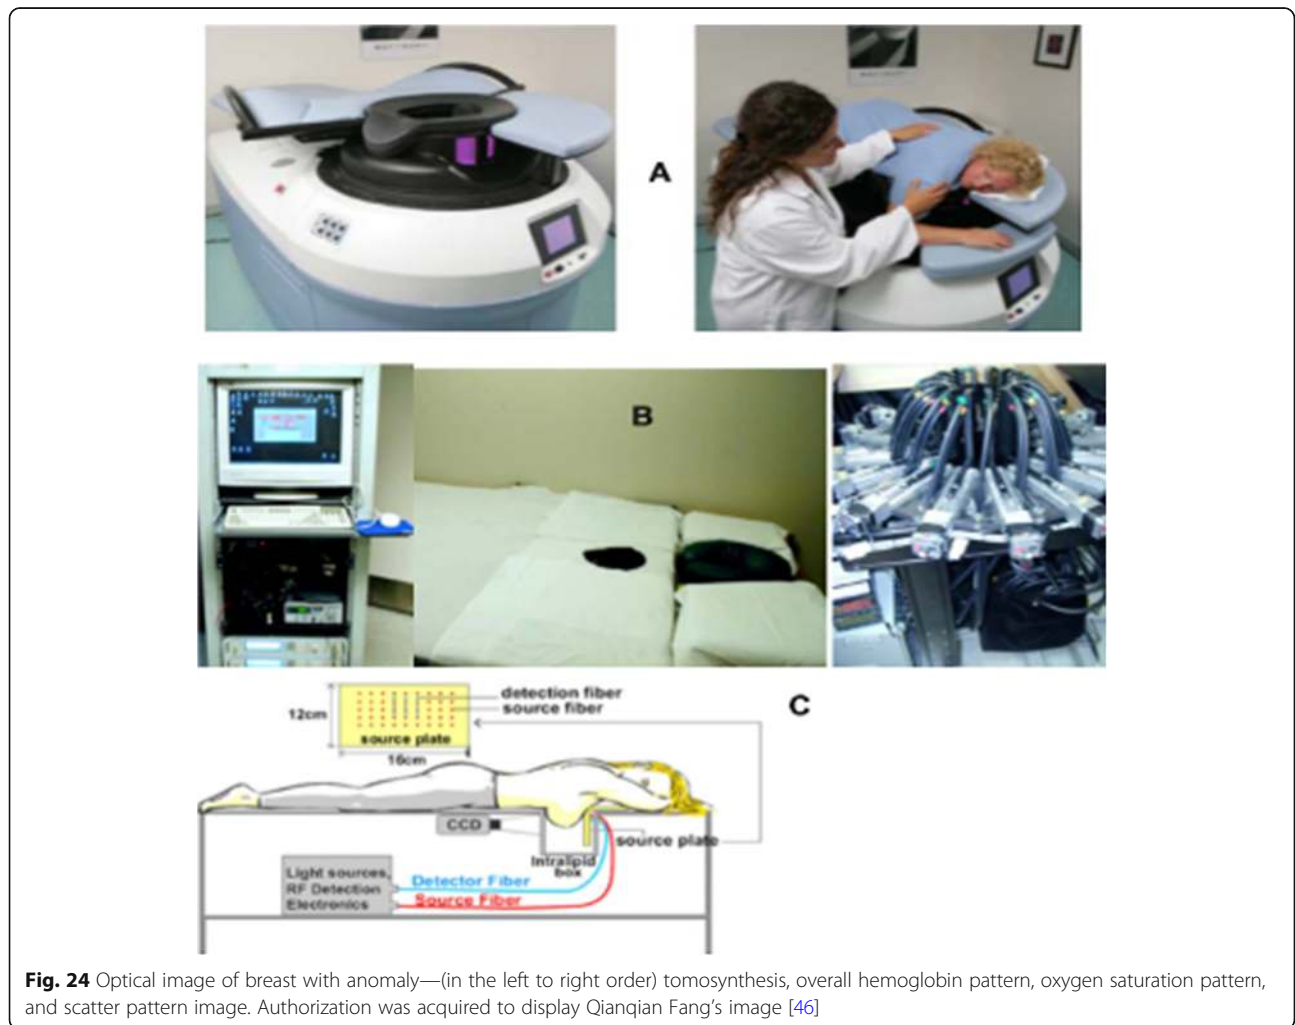 A
B
C
detection fiber
source fiber
12cm
source plate
16cm
CCD
source plate
Intralipid
box
Light sources,
RF Detection
Electronics
Detector Fiber
Source Fiber
Fig. 24 Optical image of breast with anomaly—(in the left to right order) tomosynthesis, overall hemoglobin pattern, oxygen saturation pattern,
and scatter pattern image. Authorization was acquired to display Qianqian Fang’s image [46]